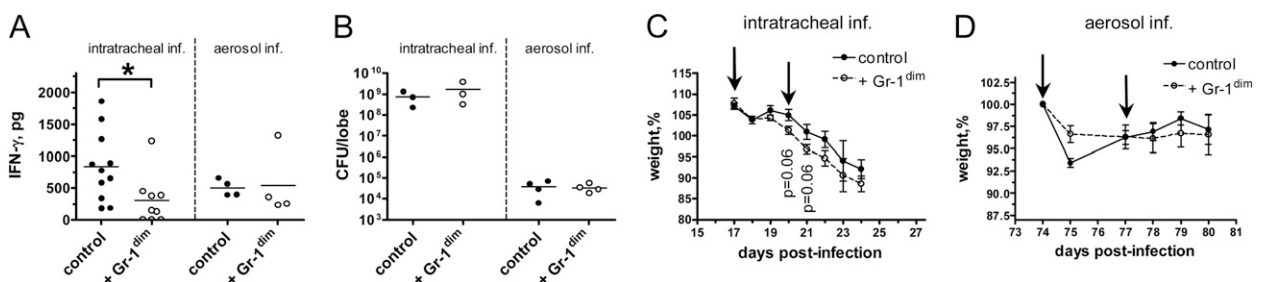 A
intratracheal inf.
aerosol inf.
*
IFN-γ, pg
2000
1500
1000
500
0
control
+ Gr-1dim
control
+ Gr-1dim
B
intratracheal inf.
aerosol inf.
CFU/lobe
10^10
10^9
10^8
10^7
10^6
10^5
10^4
10^3
control
+ Gr-1dim
control
+ Gr-1dim
C
intratracheal inf.
control
+ Gr-1dim
weight,%
115
110
105
100
95
90
85
80
p=0.06
p=0.06
15
17
19
21
23
25
27
days post-infection
D
aerosol inf.
control
+ Gr-1dim
weight,%
102.5
100.0
97.5
95.0
92.5
90.0
87.5
73
74
75
76
77
78
79
80
81
days post-infection